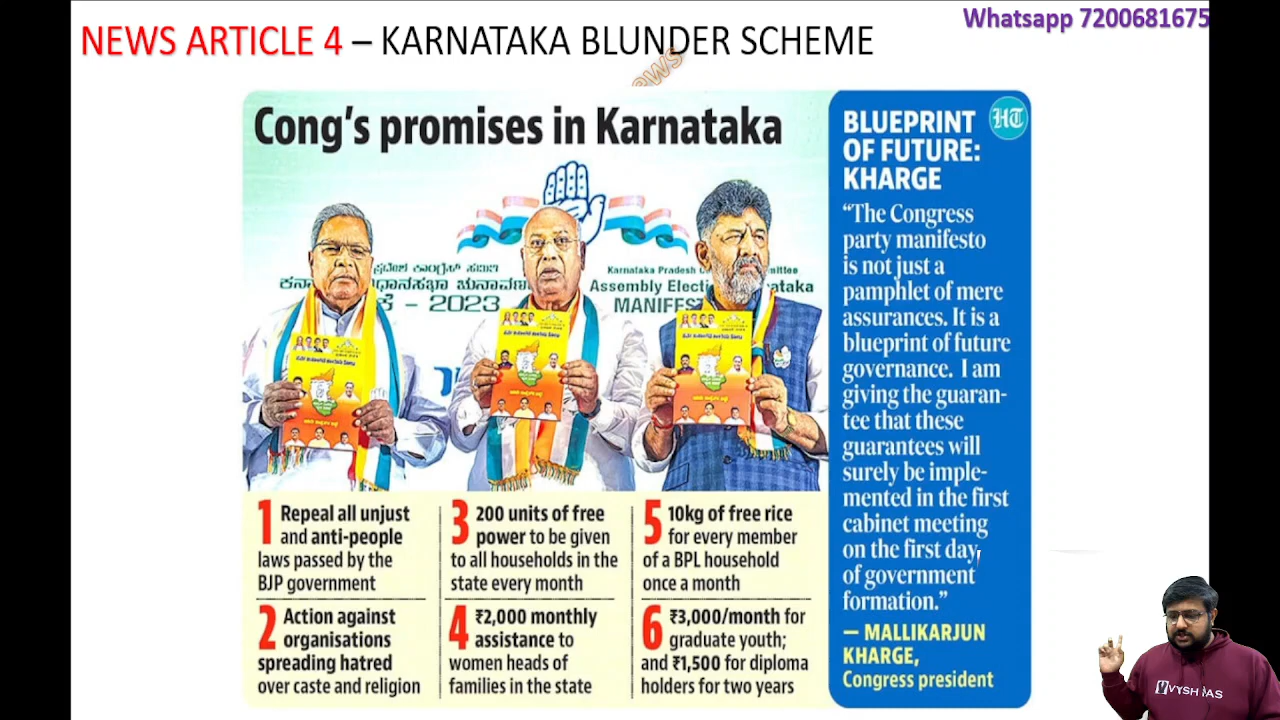 Whatsapp 7200681675
NEWS ARTICLE 4 – KARNATAKA BLUNDER SCHEME
Cong's promises in Karnataka
Karnataka Pradesh
Assembly
ಚುನಾವಣಾ
– 2023
1 Repeal all unjust
and anti-people
laws passed by the
BJP government
2 Action against
organisations
spreading hatred
over caste and religion
3 200 units of free
power to be given
to all households in the
state every month
4 ₹2,000 monthly
assistance to
women heads of
families in the state
5 10kg of free rice
for every member
of a BPL household
once a month
6 ₹3,000/month for
graduate youth;
and ₹1,500 for diploma
holders for two years
HT
BLUEPRINT
OF FUTURE:
KHARGE
“The Congress
party manifesto
is not just a
pamphlet of mere
assurances. It is a
blueprint of future
governance. I am
giving the guaran-
tee that these
guarantees will
surely be imple-
mented in the first
cabinet meeting
on the first day
of government
formation.”
— MALLIKARJUN
KHARGE,
Congress president
VYSH IAS